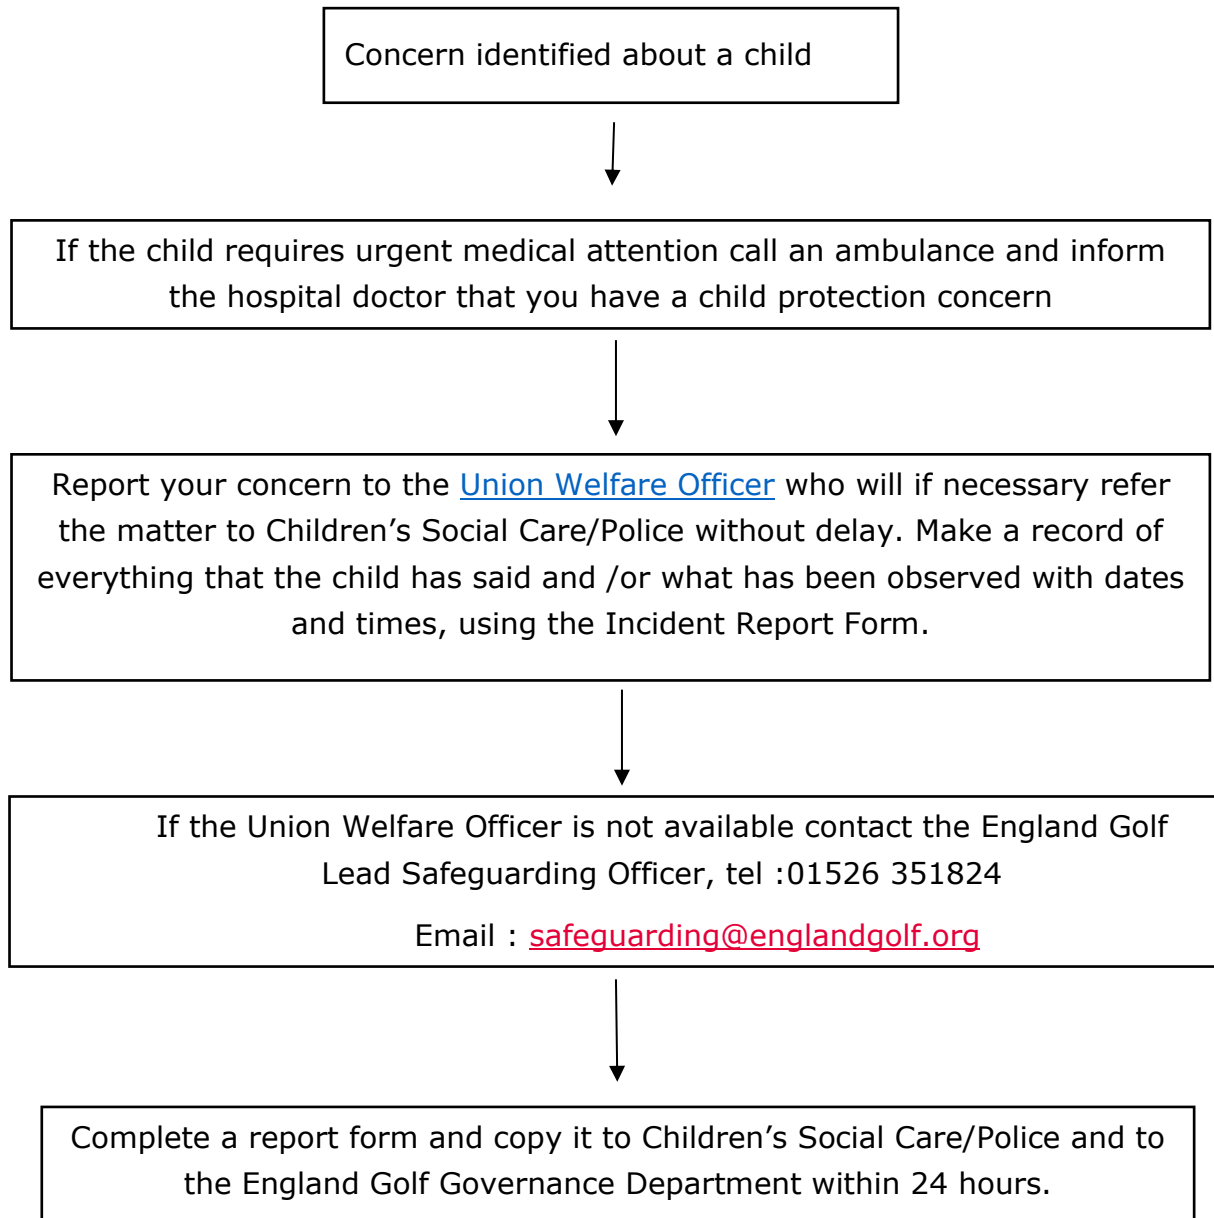 Concern identified about a child
If the child requires urgent medical attention call an ambulance and inform
the hospital doctor that you have a child protection concern
Report your concern to the Union Welfare Officer who will if necessary refer
the matter to Children’s Social Care/Police without delay. Make a record of
everything that the child has said and /or what has been observed with dates
and times, using the Incident Report Form.
If the Union Welfare Officer is not available contact the England Golf
Lead Safeguarding Officer, tel :01526 351824
Email : safeguarding@englandgolf.org
Complete a report form and copy it to Children’s Social Care/Police and to
the England Golf Governance Department within 24 hours.